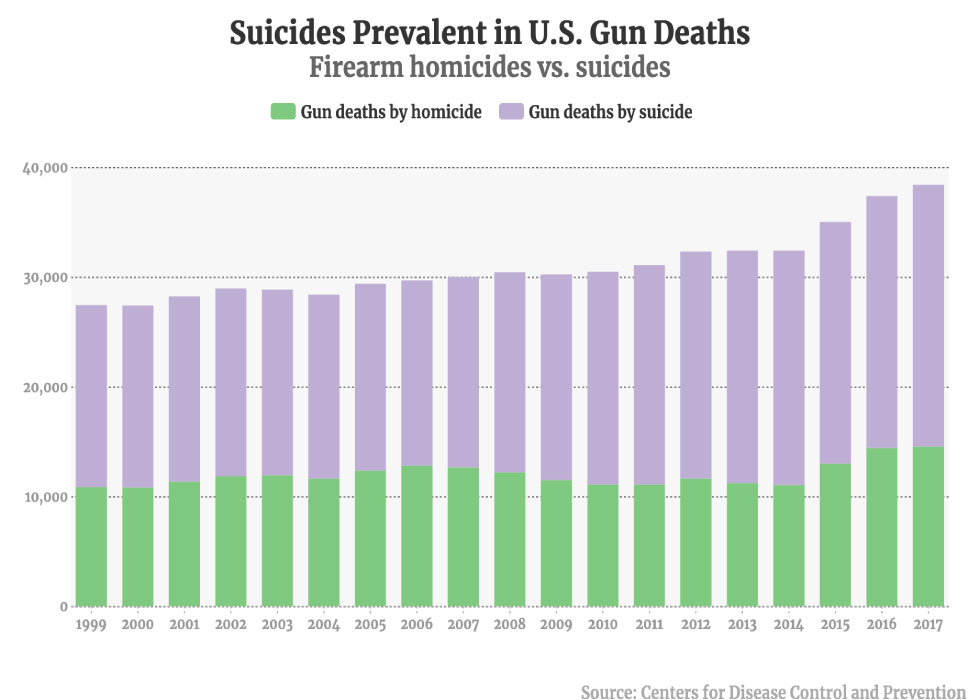 Suicides Prevalent in U.S. Gun Deaths
Firearm homicides vs. suicides
Gun deaths by homicide Gun deaths by suicide
40,000
30,000
20,000
10,000
0
1999 2000 2001 2002 2003 2004 2005 2006 2007 2008 2009 2010 2011 2012 2013 2014 2015 2016 2017
Source: Centers for Disease Control and Prevention